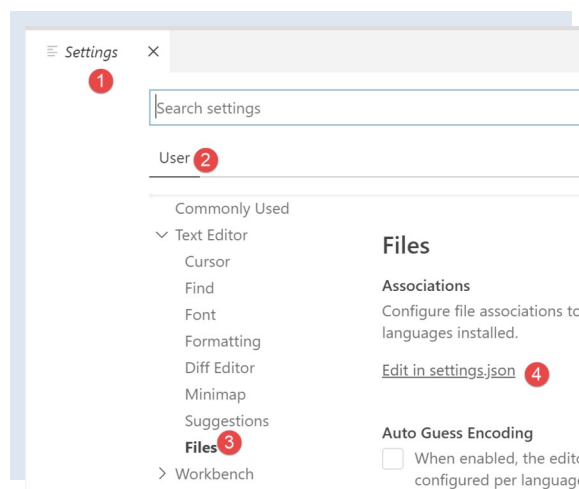 Settings
1
Search settings
User 2
Commonly Used
Text Editor
Cursor
Find
Font
Formatting
Diff Editor
Minimap
Suggestions
Files 3
Workbench
Files
Associations
Configure file associations to
languages installed.
Edit in settings.json 4
Auto Guess Encoding
When enabled, the edito
configured per language